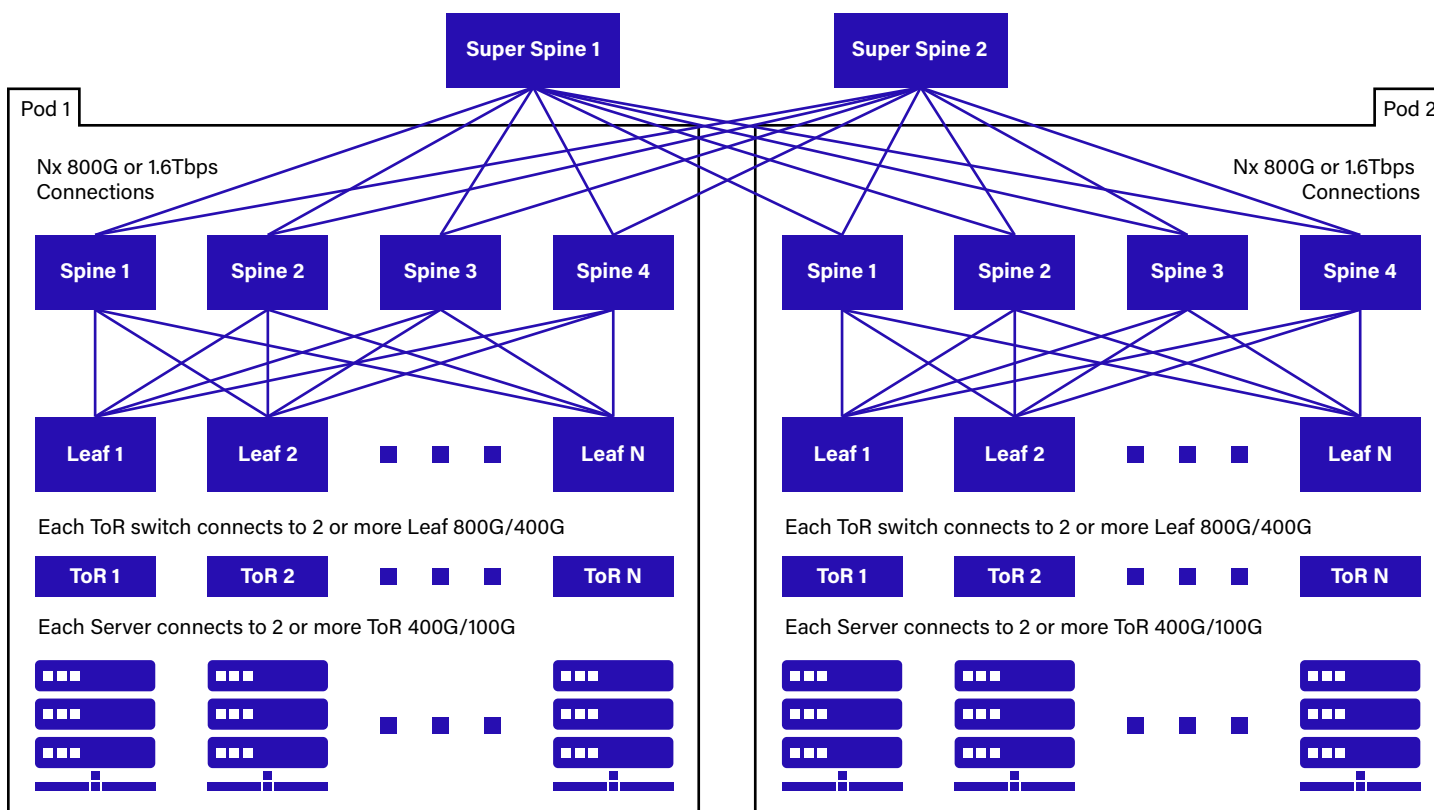 Super Spine 1
Super Spine 2
Pod 1
Pod 2
Nx 800G or 1.6Tbps
Connections
Nx 800G or 1.6Tbps
Connections
Spine 1
Spine 2
Spine 3
Spine 4
Spine 1
Spine 2
Spine 3
Spine 4
Leaf 1
Leaf 2
Leaf N
Leaf 1
Leaf 2
Leaf N
Each ToR switch connects to 2 or more Leaf 800G/400G
Each ToR switch connects to 2 or more Leaf 800G/400G
ToR 1
ToR 2
ToR N
ToR 1
ToR 2
ToR N
Each Server connects to 2 or more ToR 400G/100G
Each Server connects to 2 or more ToR 400G/100G